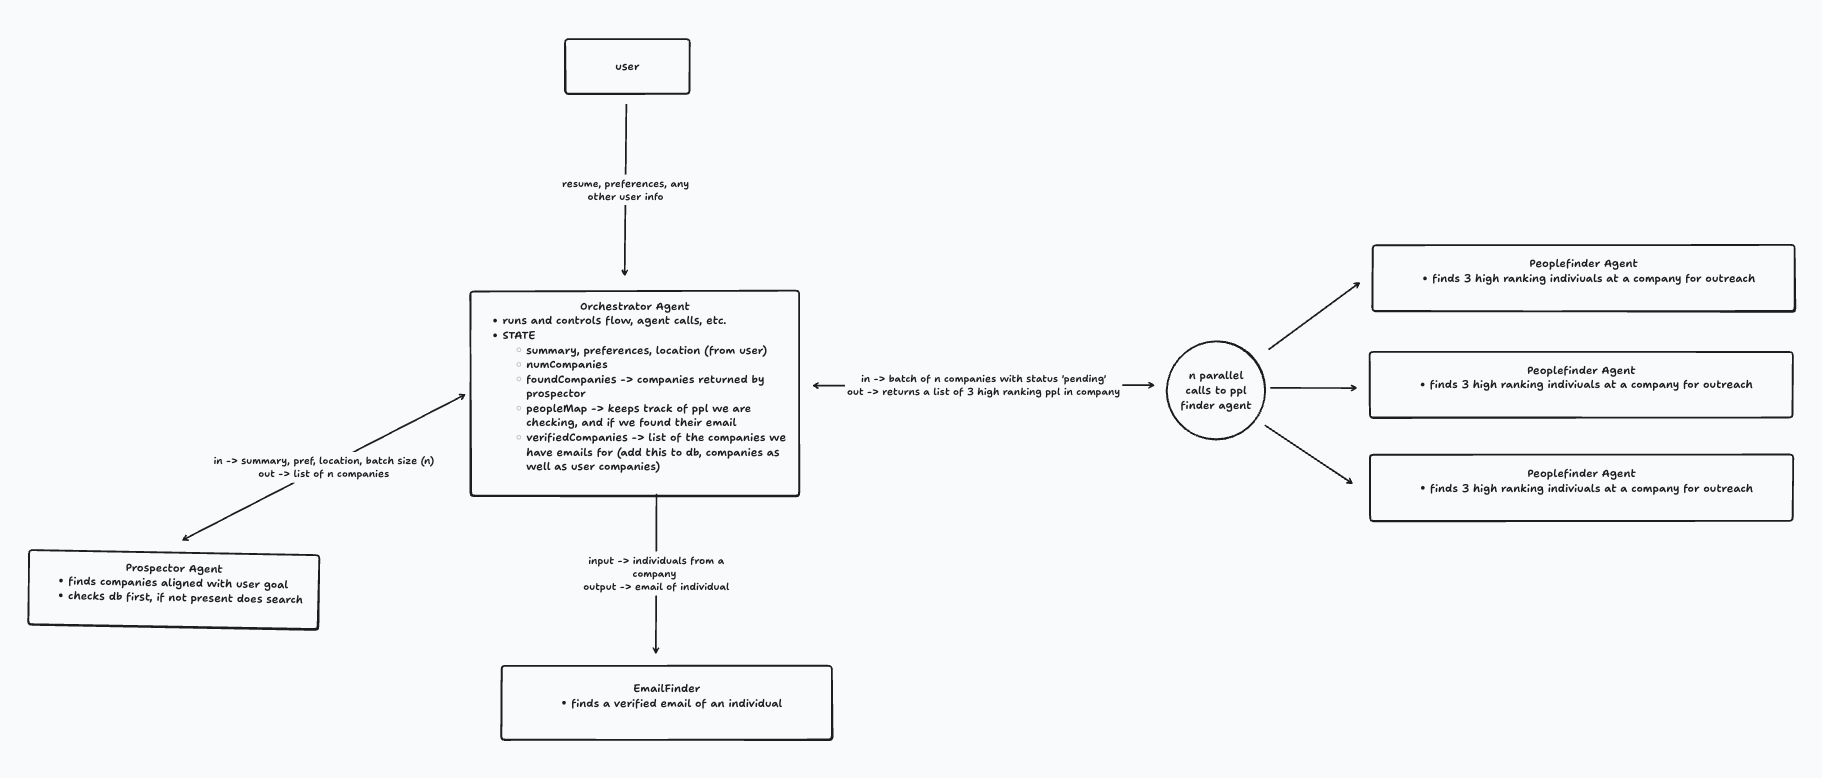 user
resume, preferences, any
other user info
Orchestrator Agent
• runs and controls flow, agent calls, etc.
• STATE
○ summary, preferences, location (from user)
○ numCompanies
○ foundCompanies -> companies returned by
prospector
○ peopleMap -> keeps track of ppl we are
checking, and if we found their email
○ verifiedCompanies -> list of the companies we
have emails for (add this to db, companies as
well as user companies)
in -> summary, pref, location, batch size (n)
out -> list of n companies
Prospector Agent
• finds companies aligned with user goal
• checks db first, if not present does search
input -> individuals from a
company
output -> email of individual
EmailFinder
• finds a verified email of an individual
in -> batch of n companies with status 'pending'
out -> returns a list of 3 high ranking ppl in company
n parallel
calls to ppl
finder agent
Peoplefinder Agent
• finds 3 high ranking indiviuals at a company for outreach
Peoplefinder Agent
• finds 3 high ranking indiviuals at a company for outreach
Peoplefinder Agent
• finds 3 high ranking indiviuals at a company for outreach